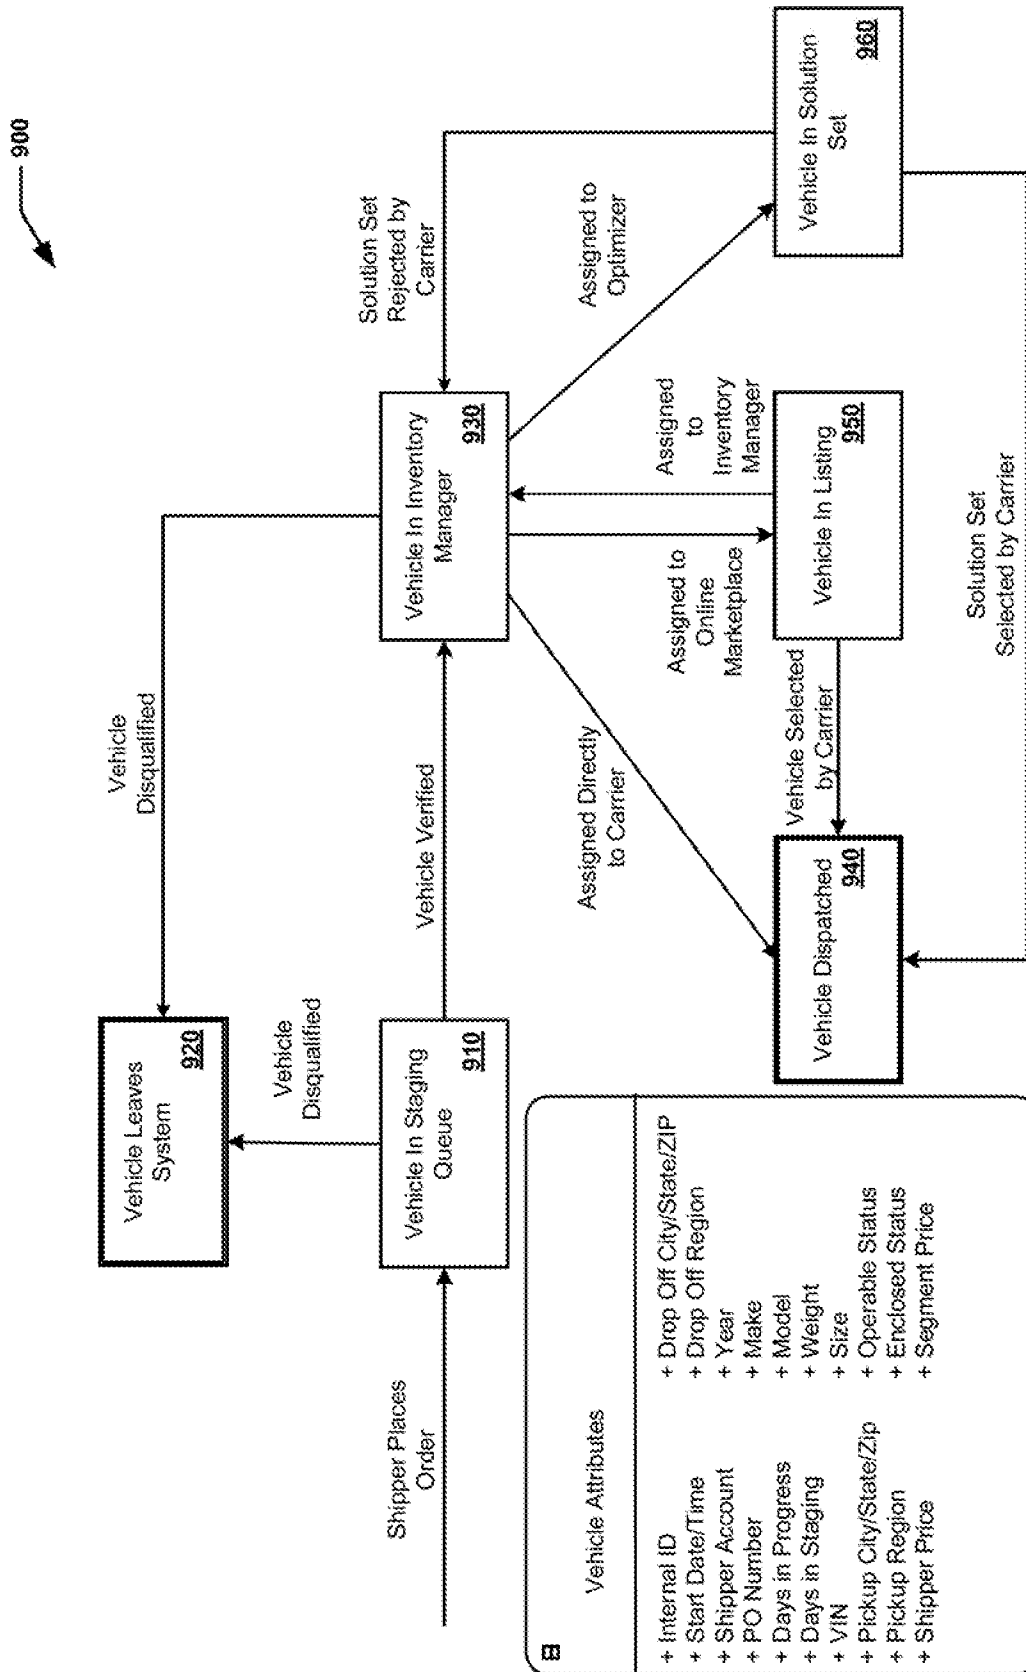 900
Vehicle Leaves
System
920
Vehicle
Disqualified
Vehicle
Disqualified
Shipper Places
Order
Vehicle In Staging
Queue
910
Vehicle Verified
Vehicle In Inventory
Manager
930
Solution Set
Rejected by
Carrier
Assigned Directly
to Carrier
Assigned to
Online
Marketplace
Assigned
to
Inventory
Manager
Assigned to
Optimizer
Vehicle Dispatched
940
Vehicle Selected
by Carrier
Vehicle In Listing
950
Vehicle In Solution
Set
960
Solution Set
Selected by Carrier
Vehicle Attributes
+ Internal ID
+ Start Date/Time
+ Shipper Account
+ PO Number
+ Days in Progress
+ Days in Staging
+ VIN
+ Pickup City/State/Zip
+ Pickup Region
+ Shipper Price
+ Drop Off City/State/ZIP
+ Drop Off Region
+ Year
+ Make
+ Model
+ Weight
+ Size
+ Operable Status
+ Enclosed Status
+ Segment Price